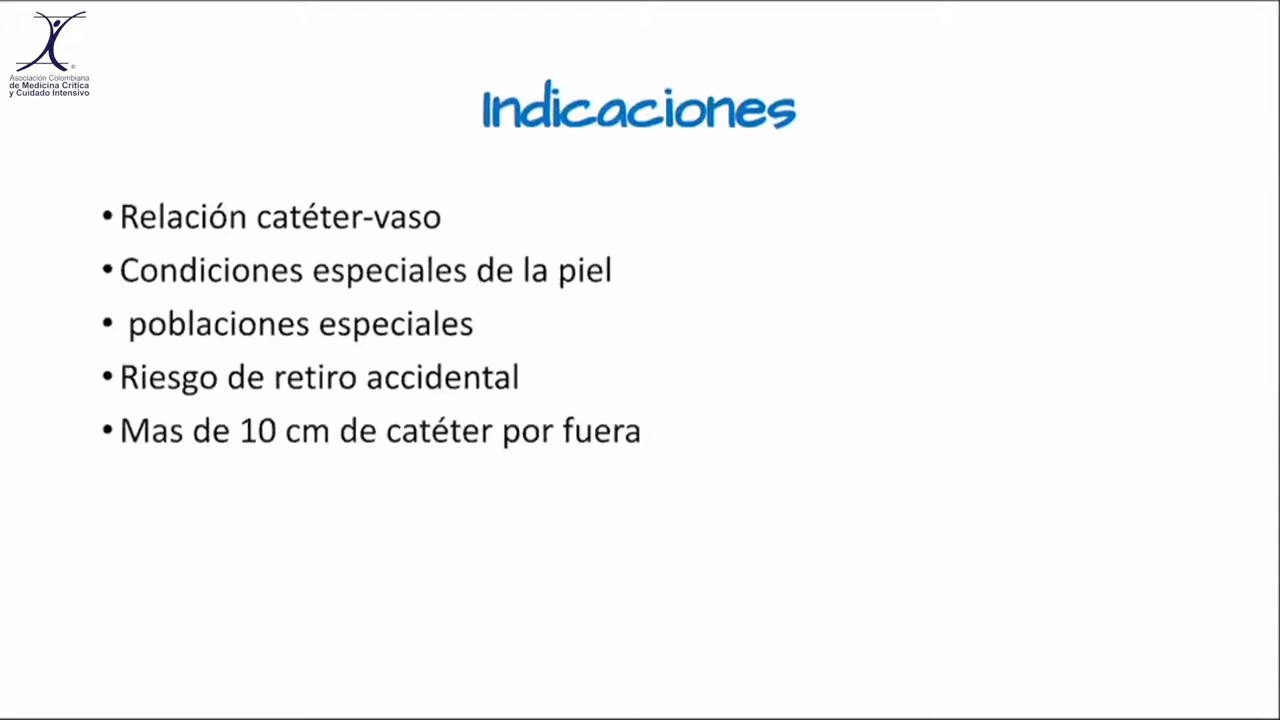 Asociación Colombiana
de Medicina Crítica
y Cuidado Intensivo
Indicaciones
• Relación catéter-vaso
• Condiciones especiales de la piel
• poblaciones especiales
• Riesgo de retiro accidental
• Mas de 10 cm de catéter por fuera